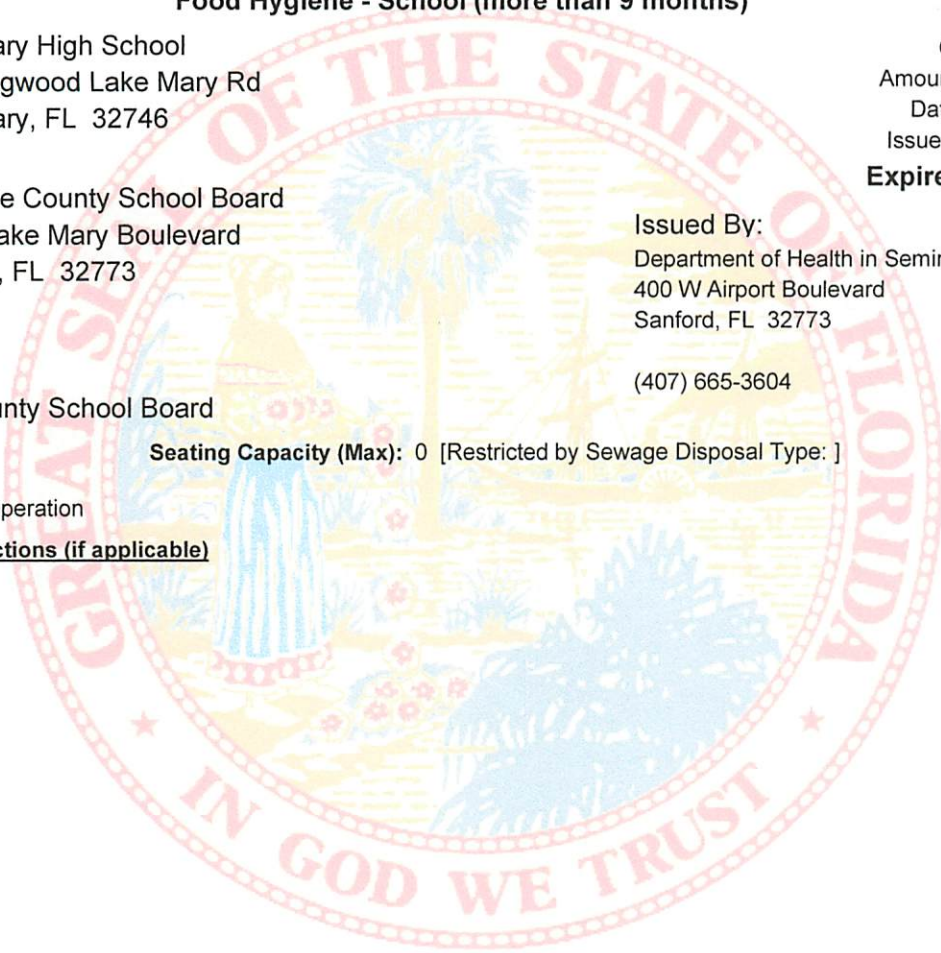 Food Hygiene - School (more than 9 months)
ary High School
gwood Lake Mary Rd
ary, FL 32746
Amou
Da
Issue
Expire
e County School Board
ake Mary Boulevard
, FL 32773
Issued By:
Department of Health in Semin
400 W Airport Boulevard
Sanford, FL 32773
(407) 665-3604
unty School Board
Seating Capacity (Max): 0 [Restricted by Sewage Disposal Type: ]
peration
ctions (if applicable)
GREAT SEAL OF THE STATE OF FLORIDA
IN GOD WE TRUST